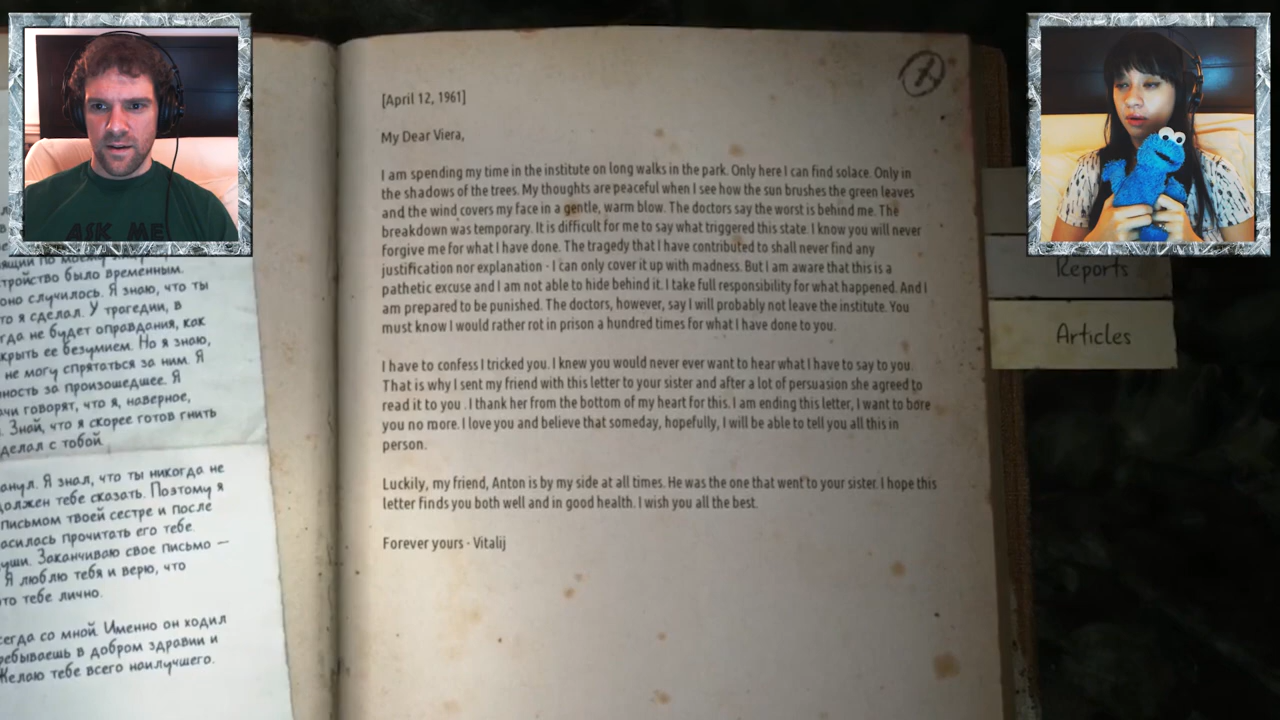 ASK ME
ящий по моему
стройство было временным.
оно случилось. Я знаю, что ты
то я сделал. У трагедии, в
гда не будет оправдания, как
крыть ее безумием. Но я знаю,
не могу спрятаться за ним. Я
ность за произошедшее. Я
ачи говорят, что я, наверное,
. Знай, что я скорее готов гнить
делал с тобой.
анул. Я знал, что ты никогда не
должен тебе сказать. Поэтому я
письмом твоей сестре и после
асилась прочитать его тебе.
уши. Заканчиваю свое письмо —
Я люблю тебя и верю, что
то тебе лично.
сегда со мной. Именно он ходил
ребываешь в добром здравии и
Желаю тебе всего наилучшего.
[April 12, 1961]
My Dear Viera,
I am spending my time in the institute on long walks in the park. Only here I can find solace. Only in
the shadows of the trees. My thoughts are peaceful when I see how the sun brushes the green leaves
and the wind covers my face in a gentle, warm blow. The doctors say the worst is behind me. The
breakdown was temporary. It is difficult for me to say what triggered this state. I know you will never
forgive me for what I have done. The tragedy that I have contributed to shall never find any
justification nor explanation - I can only cover it up with madness. But I am aware that this is a
pathetic excuse and I am not able to hide behind it. I take full responsibility for what happened. And I
am prepared to be punished. The doctors, however, say I will probably not leave the institute. You
must know I would rather rot in prison a hundred times for what I have done to you.
I have to confess I tricked you. I knew you would never ever want to hear what I have to say to you.
That is why I sent my friend with this letter to your sister and after a lot of persuasion she agreed to
read it to you . I thank her from the bottom of my heart for this. I am ending this letter, I want to bore
you no more. I love you and believe that someday, hopefully, I will be able to tell you all this in
person.
Luckily, my friend, Anton is by my side at all times. He was the one that went to your sister. I hope this
letter finds you both well and in good health. I wish you all the best.
Forever yours - Vitalij
Reports
Articles